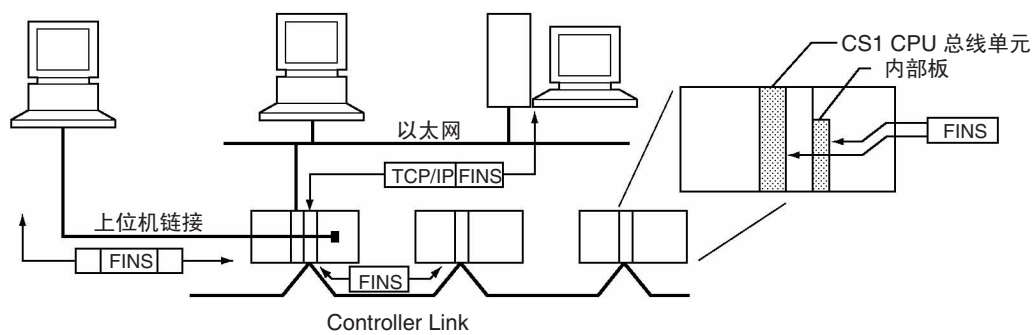 CS1 CPU 总线单元
内部板
以太网
FINS
TCP/IP FINS
上位机链接
FINS
FINS
Controller Link